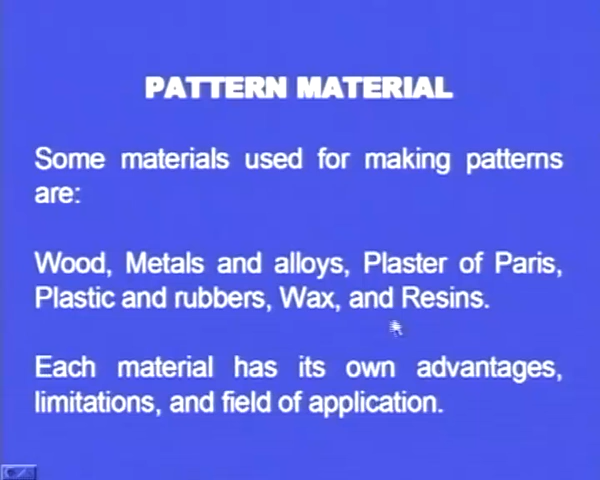 PATTERN MATERIAL
Some materials used for making patterns
are:
Wood, Metals and alloys, Plaster of Paris,
Plastic and rubbers, Wax, and Resins.
Each material has its own advantages,
limitations, and field of application.